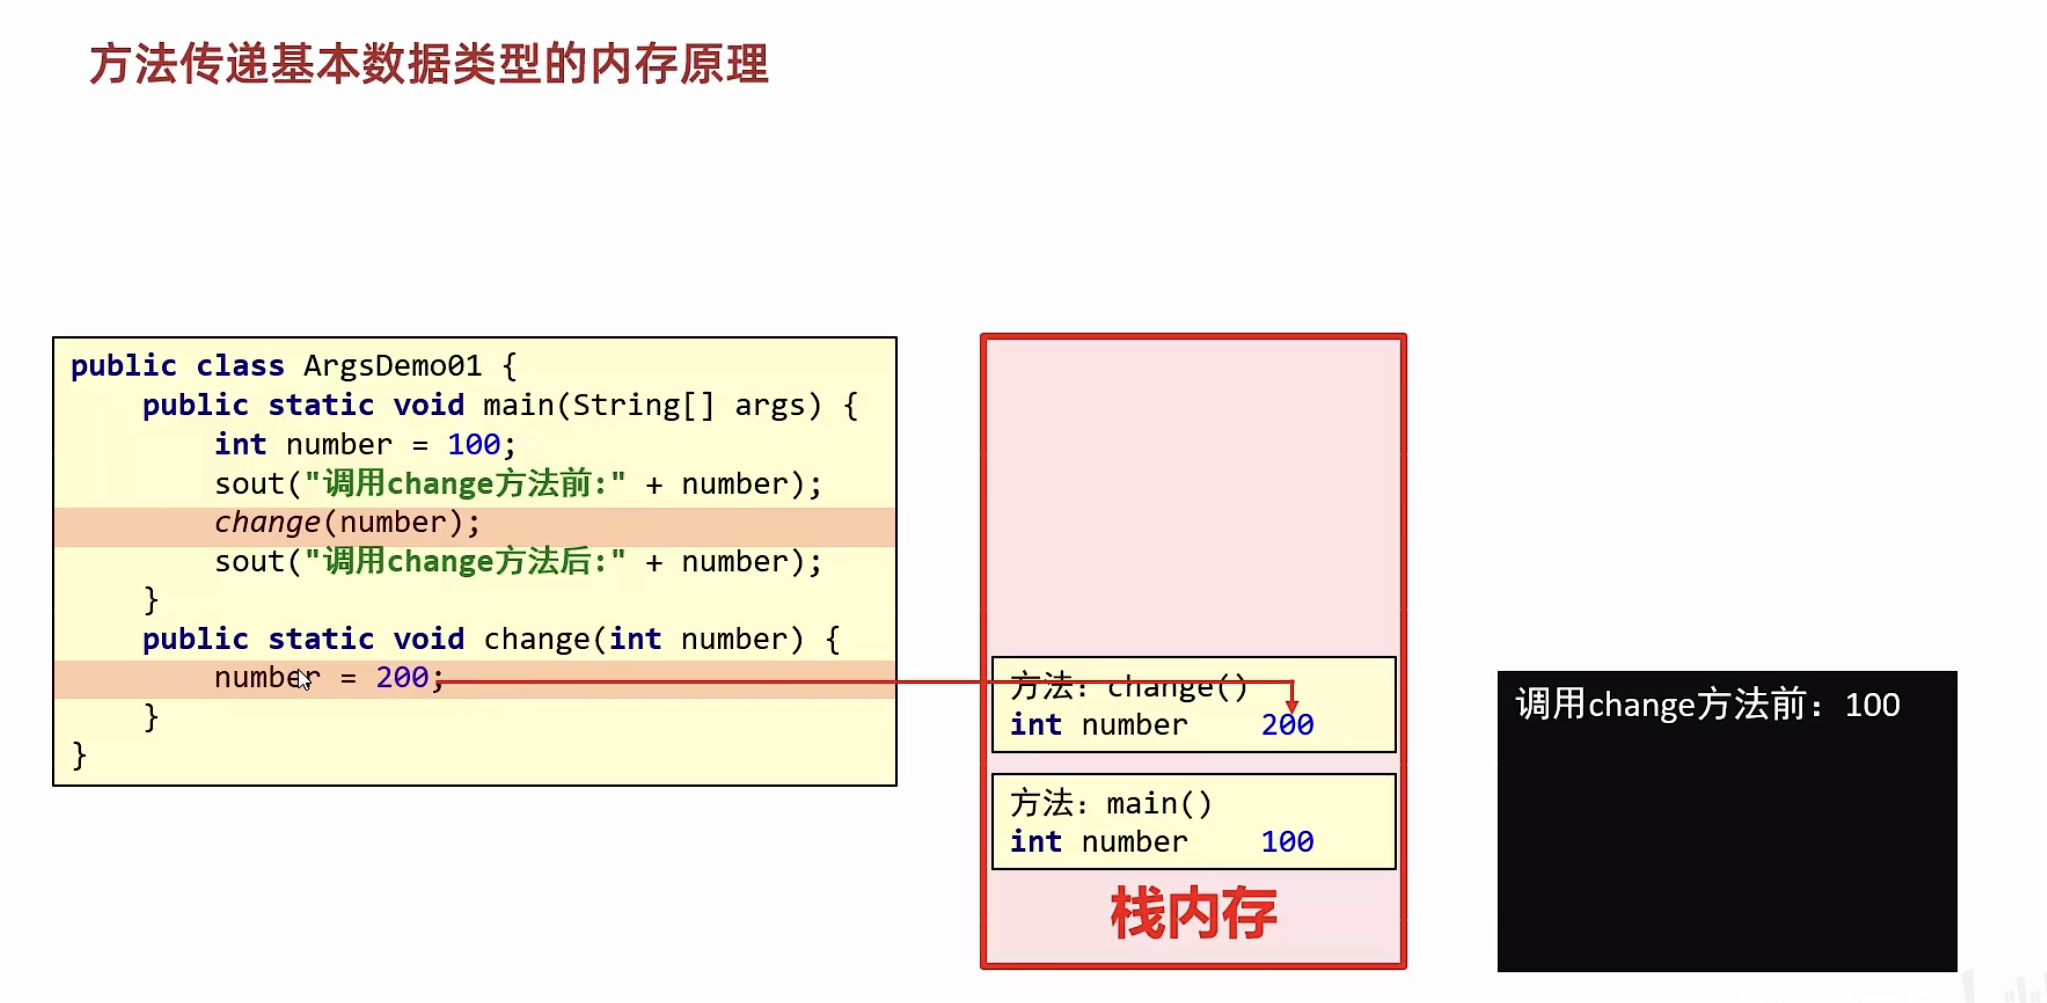 方法传递基本数据类型的内存原理
public class ArgsDemo01 {
public static void main(String[] args) {
int number = 100;
sout("调用change方法前:" + number);
change(number);
sout("调用change方法后:" + number);
}
public static void change(int number) {
number = 200;
}
}
方法：change()
int number 200
方法：main()
int number 100
栈内存
调用change方法前：100